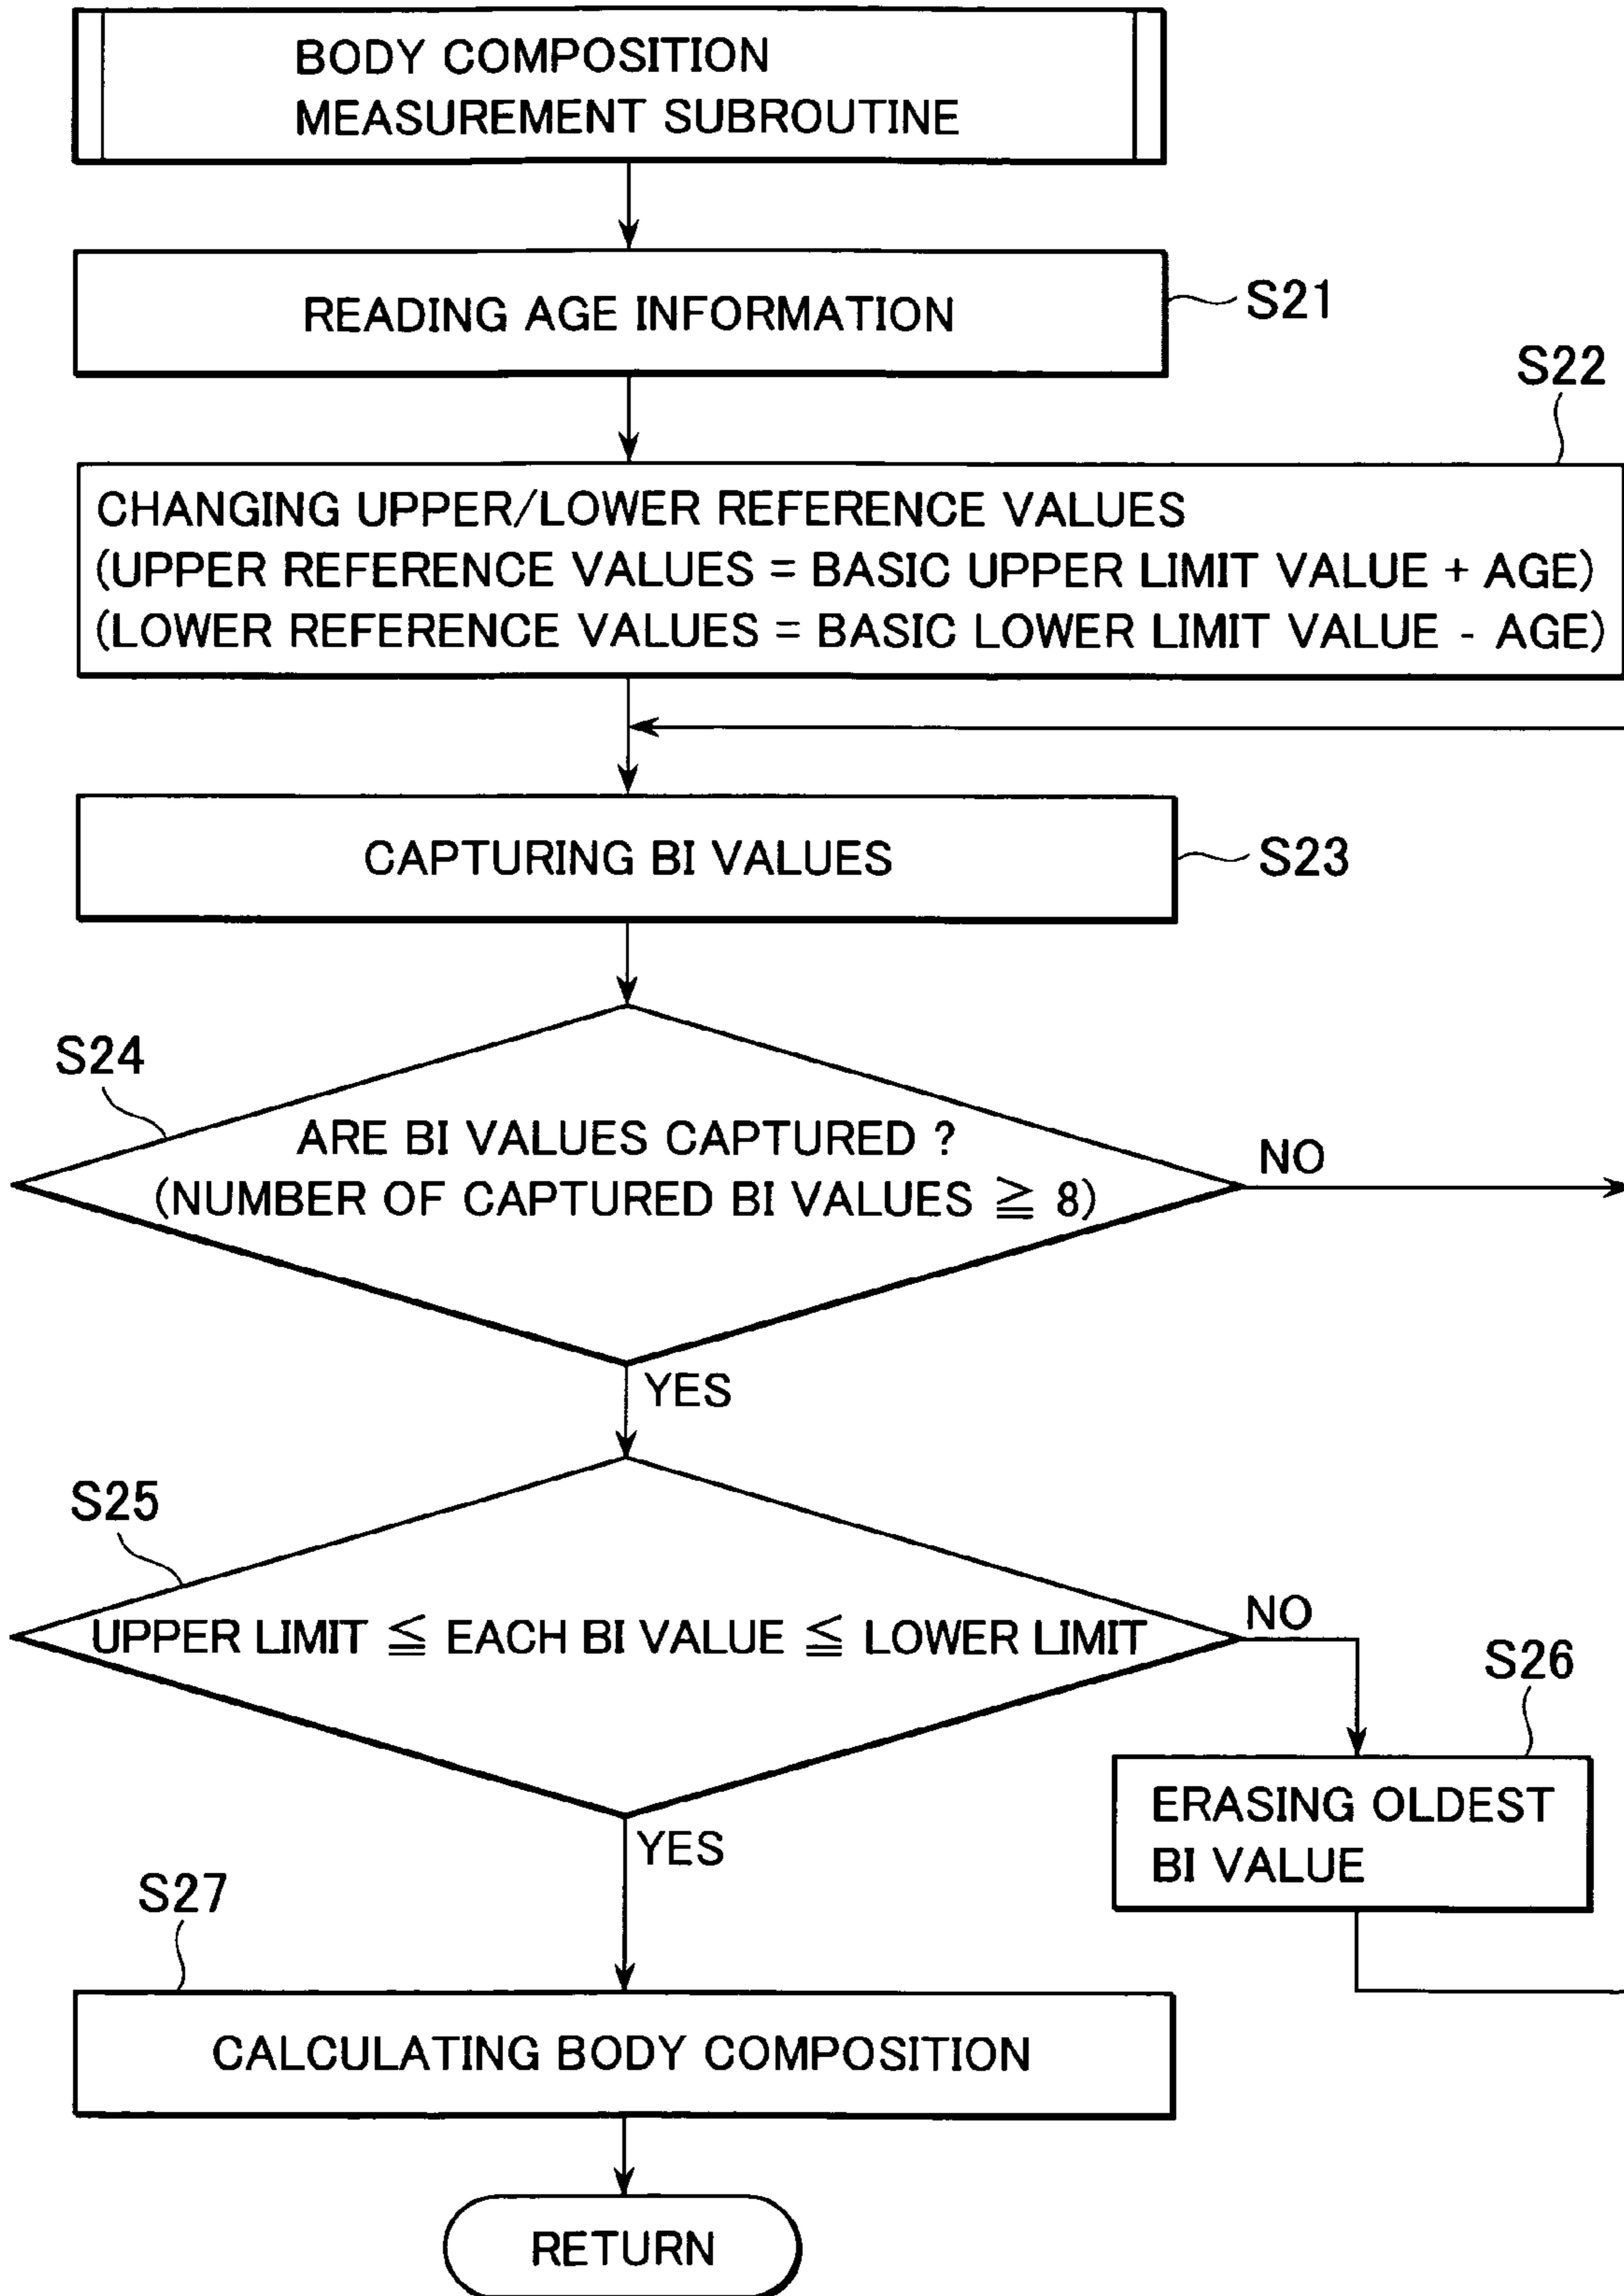 BODY COMPOSITION
MEASUREMENT SUBROUTINE
READING AGE INFORMATION
S21
S22
CHANGING UPPER/LOWER REFERENCE VALUES
(UPPER REFERENCE VALUES = BASIC UPPER LIMIT VALUE + AGE)
(LOWER REFERENCE VALUES = BASIC LOWER LIMIT VALUE - AGE)
CAPTURING BI VALUES
S23
S24
ARE BI VALUES CAPTURED ?
(NUMBER OF CAPTURED BI VALUES ≧ 8)
NO
YES
S25
UPPER LIMIT ≦ EACH BI VALUE ≦ LOWER LIMIT
NO
S26
ERASING OLDEST
BI VALUE
YES
S27
CALCULATING BODY COMPOSITION
RETURN